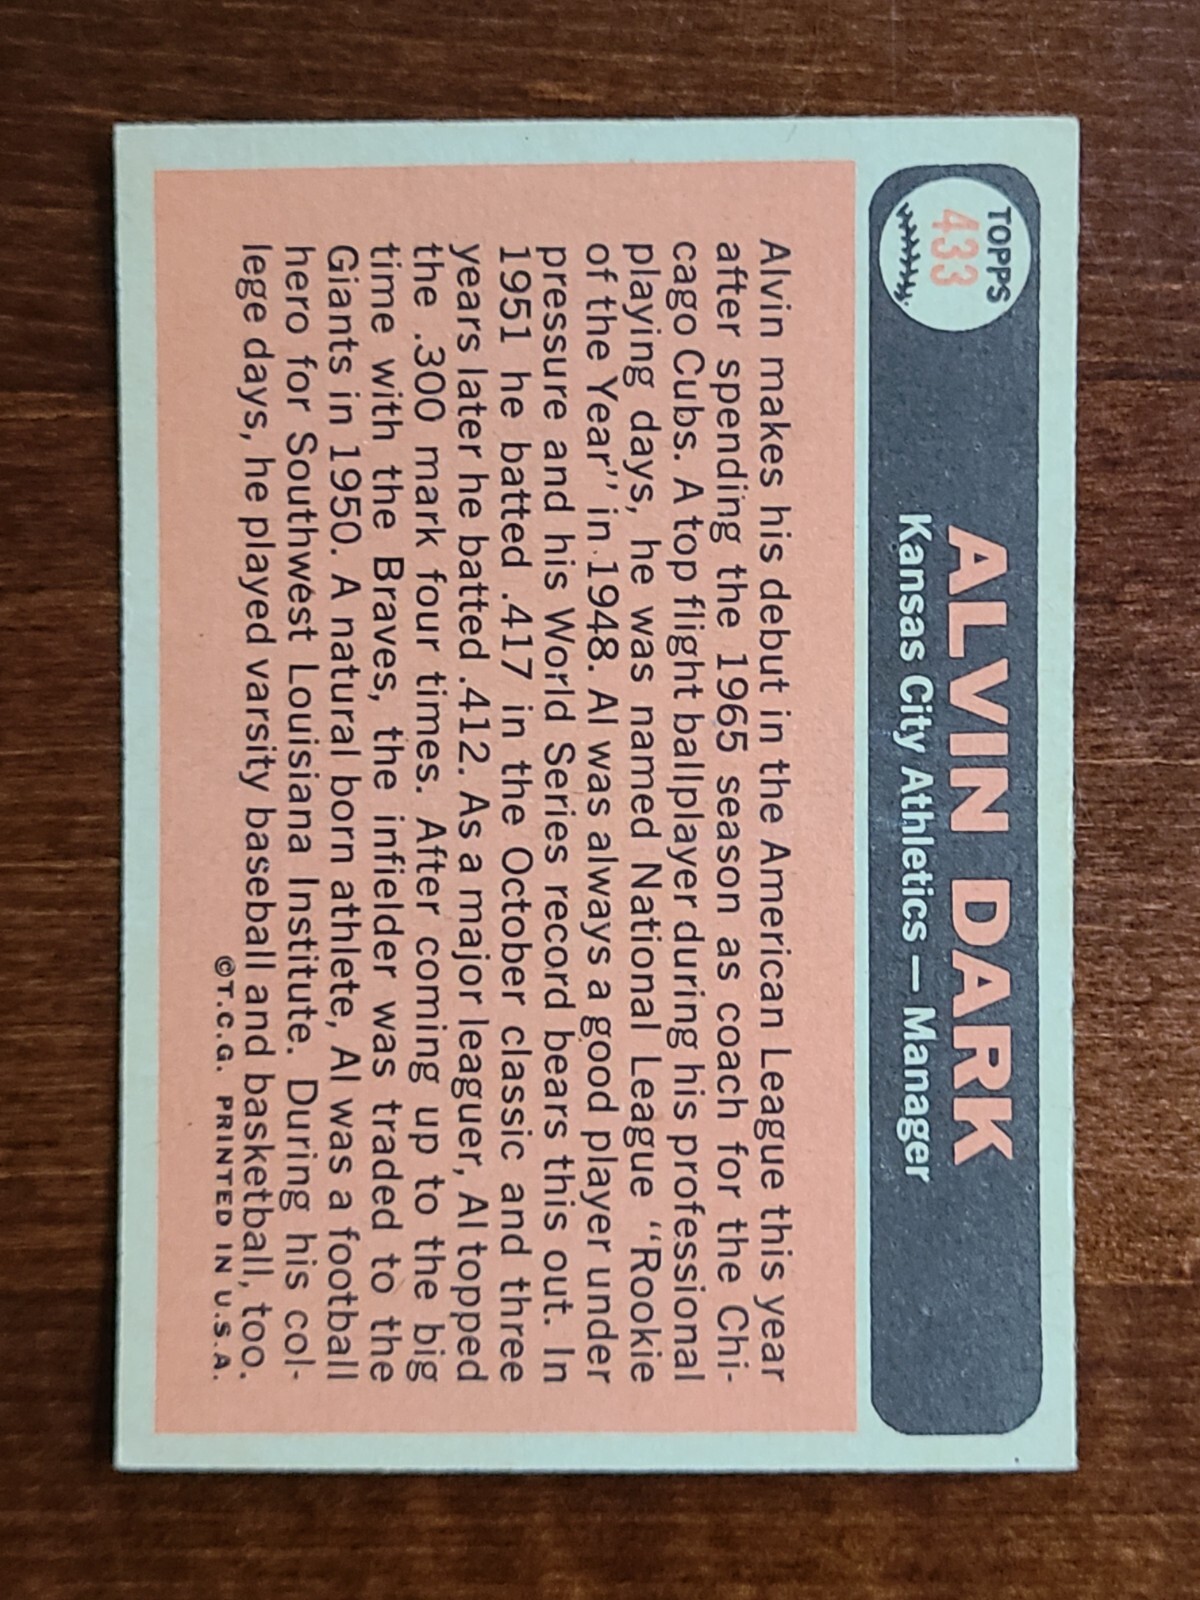 TOPPS
433
ALVIN DARK
Kansas City Athletics — Manager
Alvin makes his debut in the American League this year
after spending the 1965 season as coach for the Chi-
cago Cubs. A top flight ballplayer during his professional
playing days, he was named National League ‘‘Rookie
of the Year’’ in 1948. Al was always a good player under
pressure and his World Series record bears this out. In
1951 he batted .417 in the October classic and three
years later he batted .412. As a major leaguer, Al topped
the .300 mark four times. After coming up to the big
time with the Braves, the infielder was traded to the
Giants in 1950. A natural born athlete, Al was a football
hero for Southwest Louisiana Institute. During his col-
lege days, he played varsity baseball and basketball, too.
©T.C.G. PRINTED IN U.S.A.